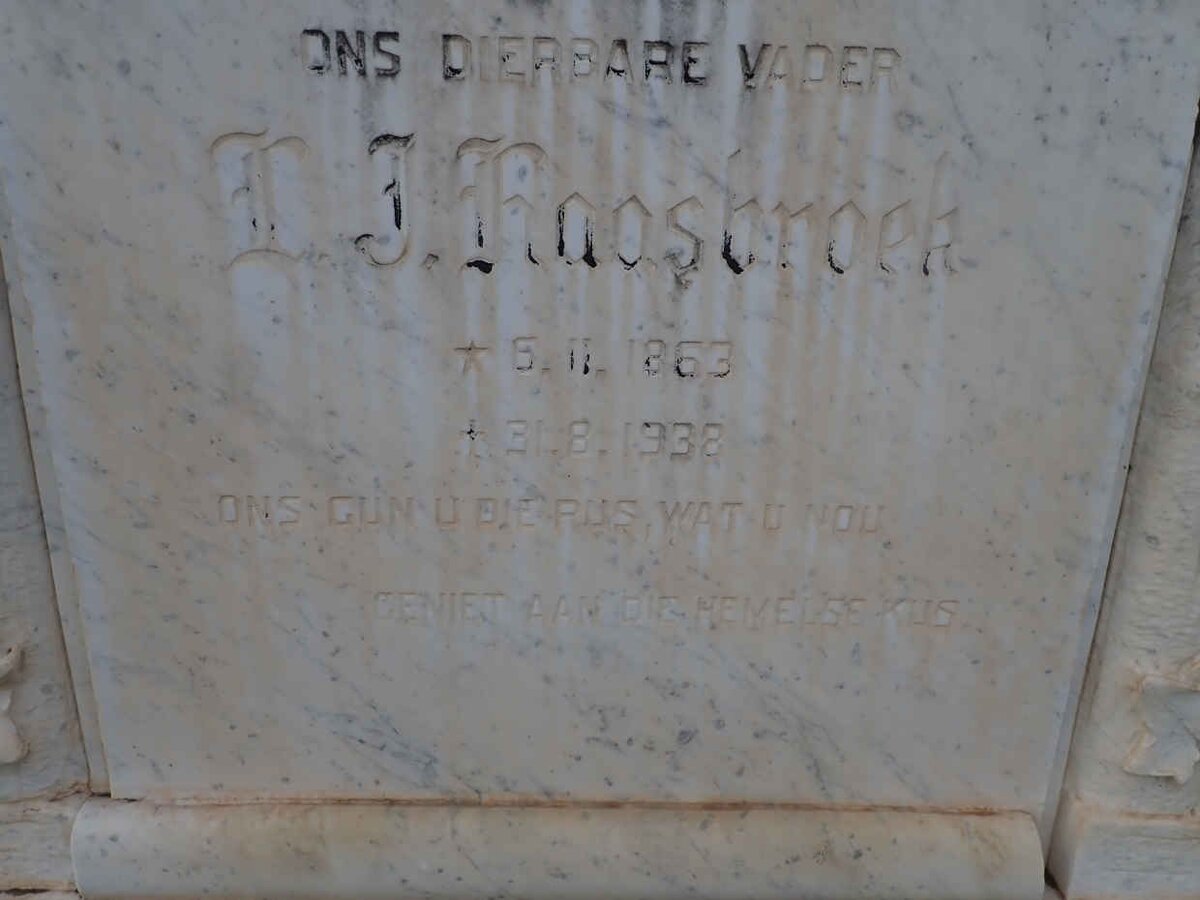 ONS DIERBARE VADER
J. Roosbroek
★ 5.11.1863
31.8.1938
ONS GUN U DIE RUS, WAT U NOU
GENIET AAN DIE HEMELSE KUS.